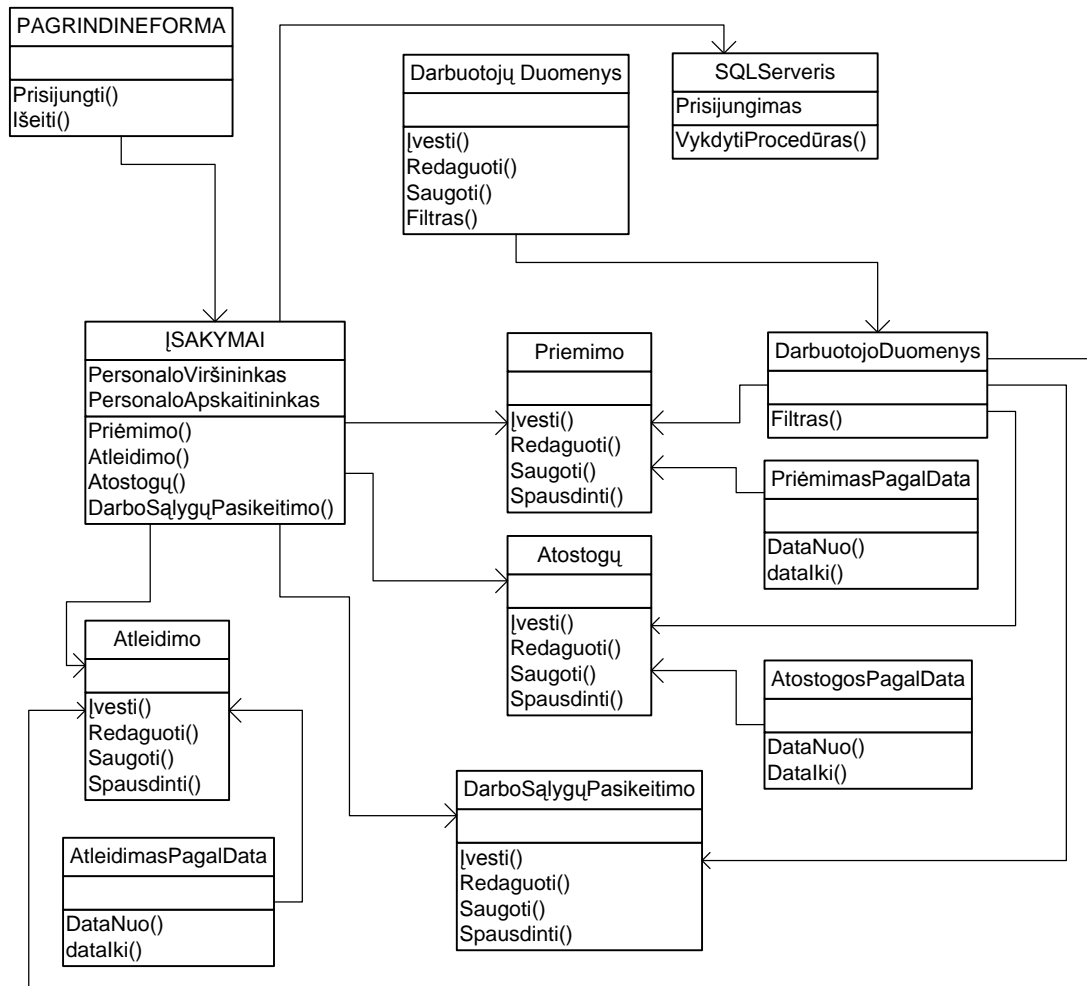 PAGRINDINEFORMA
Prisijungti()
Išeiti()
Darbuotojų Duomenys
Įvesti()
Redaguoti()
Saugoti()
Filtras()
SQLServeris
Prisijungimas
VykdytiProcedūras()
ĮSAKYMAI
PersonaloViršininkas
PersonaloApskaitininkas
Priėmimo()
Atleidimo()
Atostogų()
DarboSąlygųPasikeitimo()
Priemimo
Įvesti()
Redaguoti()
Saugoti()
Spausdinti()
DarbuotojoDuomenys
Filtras()
PriėmimasPagalData
DataNuo()
dataIki()
Atostogų
Įvesti()
Redaguoti()
Saugoti()
Spausdinti()
Atleidimo
Įvesti()
Redaguoti()
Saugoti()
Spausdinti()
AtostogosPagalData
DataNuo()
DataIki()
DarboSąlygųPasikeitimo
Įvesti()
Redaguoti()
Saugoti()
Spausdinti()
AtleidimasPagalData
DataNuo()
dataIki()